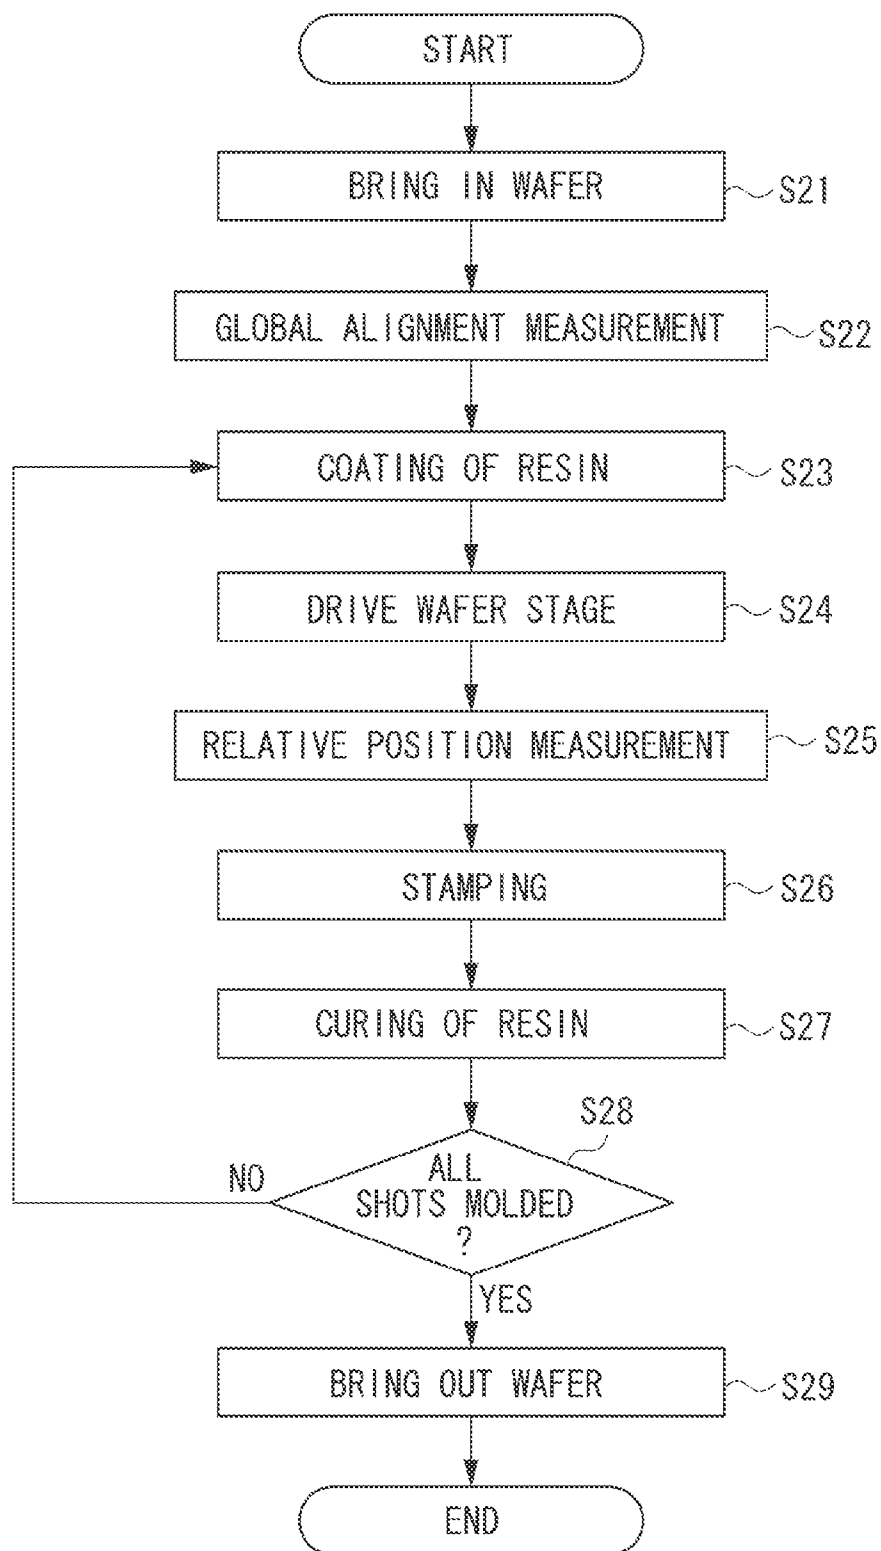 START
BRING IN WAFER
S21
GLOBAL ALIGNMENT MEASUREMENT
S22
COATING OF RESIN
S23
DRIVE WAFER STAGE
S24
RELATIVE POSITION MEASUREMENT
S25
STAMPING
S26
CURING OF RESIN
S27
S28
NO
ALL
SHOTS MOLDED
?
YES
BRING OUT WAFER
S29
END